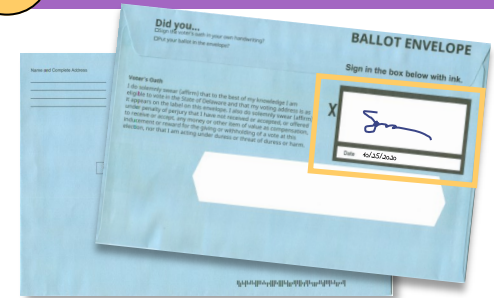 Did you...
Sign the voter's oath in your own handwriting?
Put your ballot in the envelope?
BALLOT ENVELOPE
Sign in the box below with ink.
Name and Complete Address
Voter's Oath
I do solemnly swear (affirm) that to the best of my knowledge I am
eligible to vote in the State of Delaware and that my voting address is as
it appears on the label on this envelope. I also do solemnly swear (affirm)
under penalty of perjury that I have not received or accepted, or offered
to receive or accept, any money or other item of value as compensation,
inducement or reward for the giving or withholding of a vote at this
election, nor that I am acting under duress or threat of duress or harm.
X
Date 10/25/2020